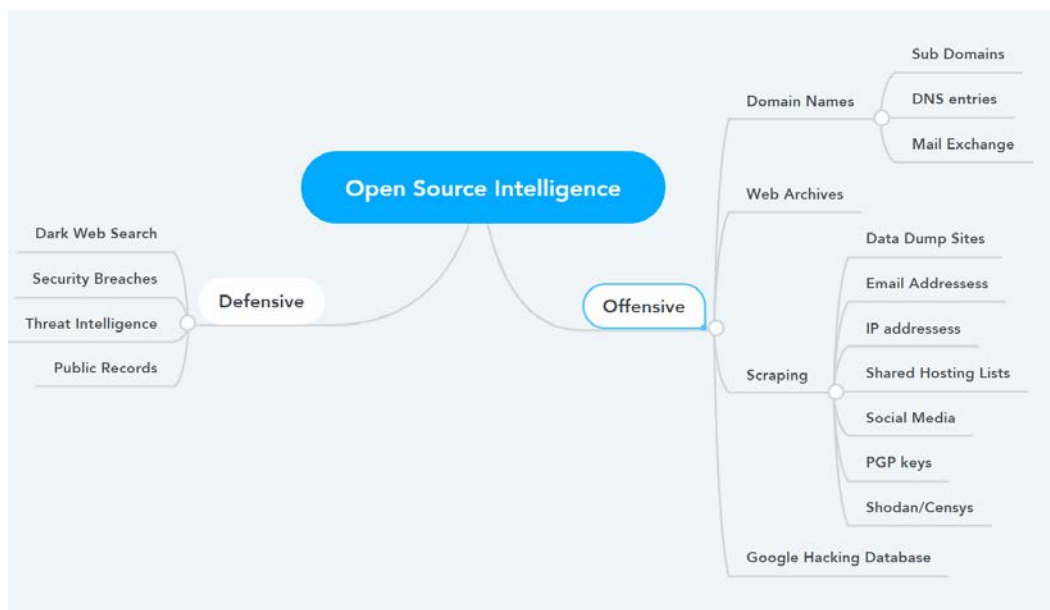 Open Source Intelligence
Defensive
Dark Web Search
Security Breaches
Threat Intelligence
Public Records
Offensive
Domain Names
Sub Domains
DNS entries
Mail Exchange
Web Archives
Scraping
Data Dump Sites
Email Addressess
IP addressess
Shared Hosting Lists
Social Media
PGP keys
Shodan/Censys
Google Hacking Database